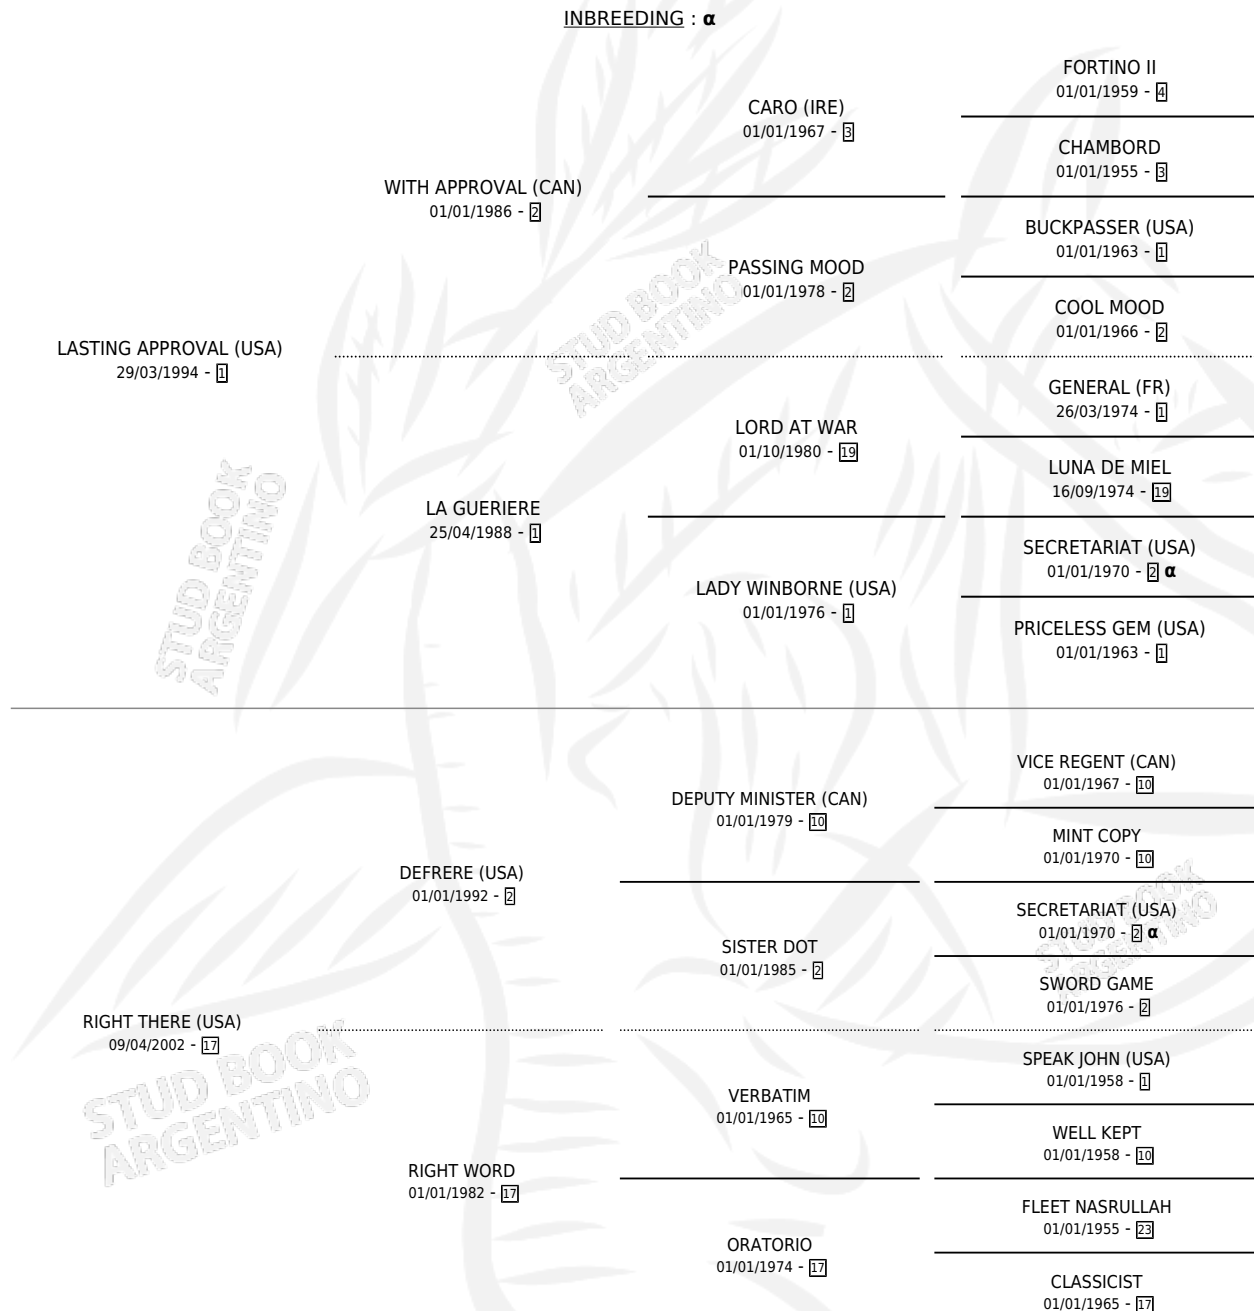 INBREEDING : α
FORTINO II
01/01/1959 - 4
CARO (IRE)
01/01/1967 - 3
CHAMBORD
01/01/1955 - 3
WITH APPROVAL (CAN)
01/01/1986 - 2
BUCKPASSER (USA)
01/01/1963 - 1
PASSING MOOD
01/01/1978 - 2
COOL MOOD
01/01/1966 - 2
LASTING APPROVAL (USA)
29/03/1994 - 1
GENERAL (FR)
26/03/1974 - 1
LORD AT WAR
01/10/1980 - 19
LUNA DE MIEL
16/09/1974 - 19
LA GUERIERE
25/04/1988 - 1
SECRETARIAT (USA)
01/01/1970 - 2 α
LADY WINBORNE (USA)
01/01/1976 - 1
PRICELESS GEM (USA)
01/01/1963 - 1
VICE REGENT (CAN)
01/01/1967 - 10
DEPUTY MINISTER (CAN)
01/01/1979 - 10
MINT COPY
01/01/1970 - 10
DEFRERE (USA)
01/01/1992 - 2
SECRETARIAT (USA)
01/01/1970 - 2 α
SISTER DOT
01/01/1985 - 2
SWORD GAME
01/01/1976 - 2
RIGHT THERE (USA)
09/04/2002 - 17
SPEAK JOHN (USA)
01/01/1958 - 1
VERBATIM
01/01/1965 - 10
WELL KEPT
01/01/1958 - 10
RIGHT WORD
01/01/1982 - 17
FLEET NASRULLAH
01/01/1955 - 23
ORATORIO
01/01/1974 - 17
CLASSICIST
01/01/1965 - 17
STUD BOOK
ARGENTINO
STUD BOOK
ARGENTINO
STUD BOOK
ARGENTINO
STUD BOOK
ARGENTINO